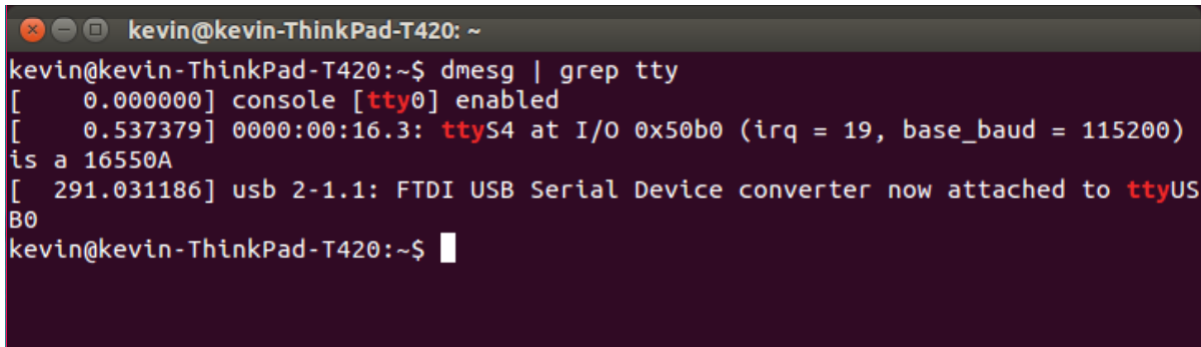 kevin@kevin-ThinkPad-T420: ~
kevin@kevin-ThinkPad-T420:~$ dmesg | grep tty
[    0.000000] console [tty0] enabled
[    0.537379] 0000:00:16.3: ttyS4 at I/O 0x50b0 (irq = 19, base_baud = 115200)
is a 16550A
[  291.031186] usb 2-1.1: FTDI USB Serial Device converter now attached to ttyUS
B0
kevin@kevin-ThinkPad-T420:~$